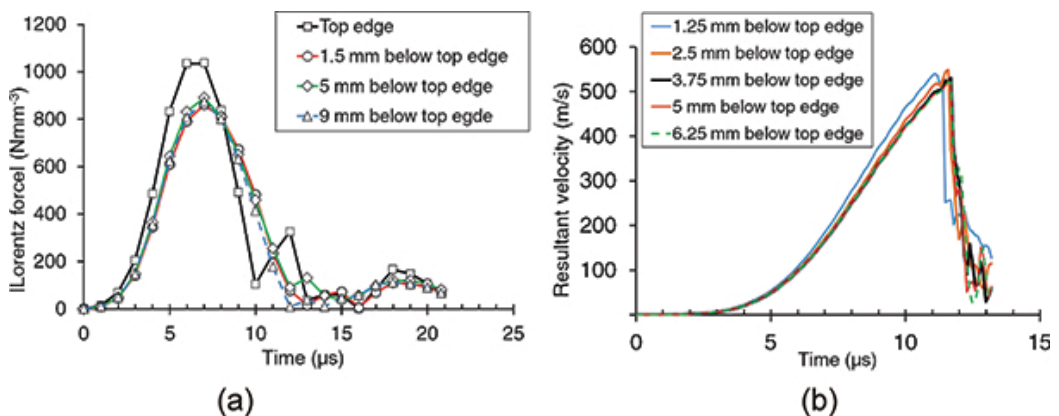 1200
1000
800
600
400
200
0
0 5 10 15 20 25
|Lorentz forcel (Nmm⁻³)
Time (µs)
Top edge
1.5 mm below top edge
5 mm below top edge
9 mm below top egde
(a)
600
500
400
300
200
100
0 5 10 15
Resultant velocity (m/s)
Time (µs)
1.25 mm below top edge
2.5 mm below top edge
3.75 mm below top edge
5 mm below top edge
6.25 mm below top edge
(b)